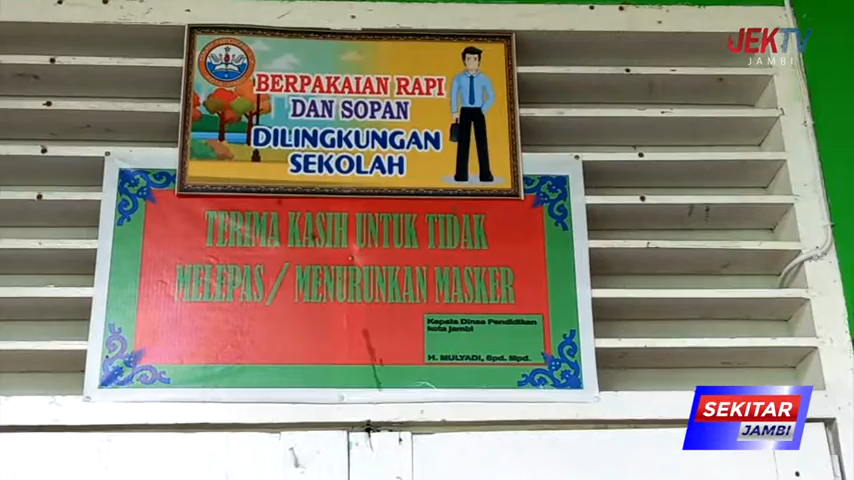 JEKTV
JAMBI
BERPAKAIAN RAPI
DAN SOPAN
DILINGKUNGAN
SEKOLAH
TERIMA KASIH UNTUK TIDAK
MELEPAS / MENURUNKAN MASKER
Kepala Dinas Pendidikan
kota jambi
H. MULYADI, Spd. Mpd.
SEKITAR
JAMBI